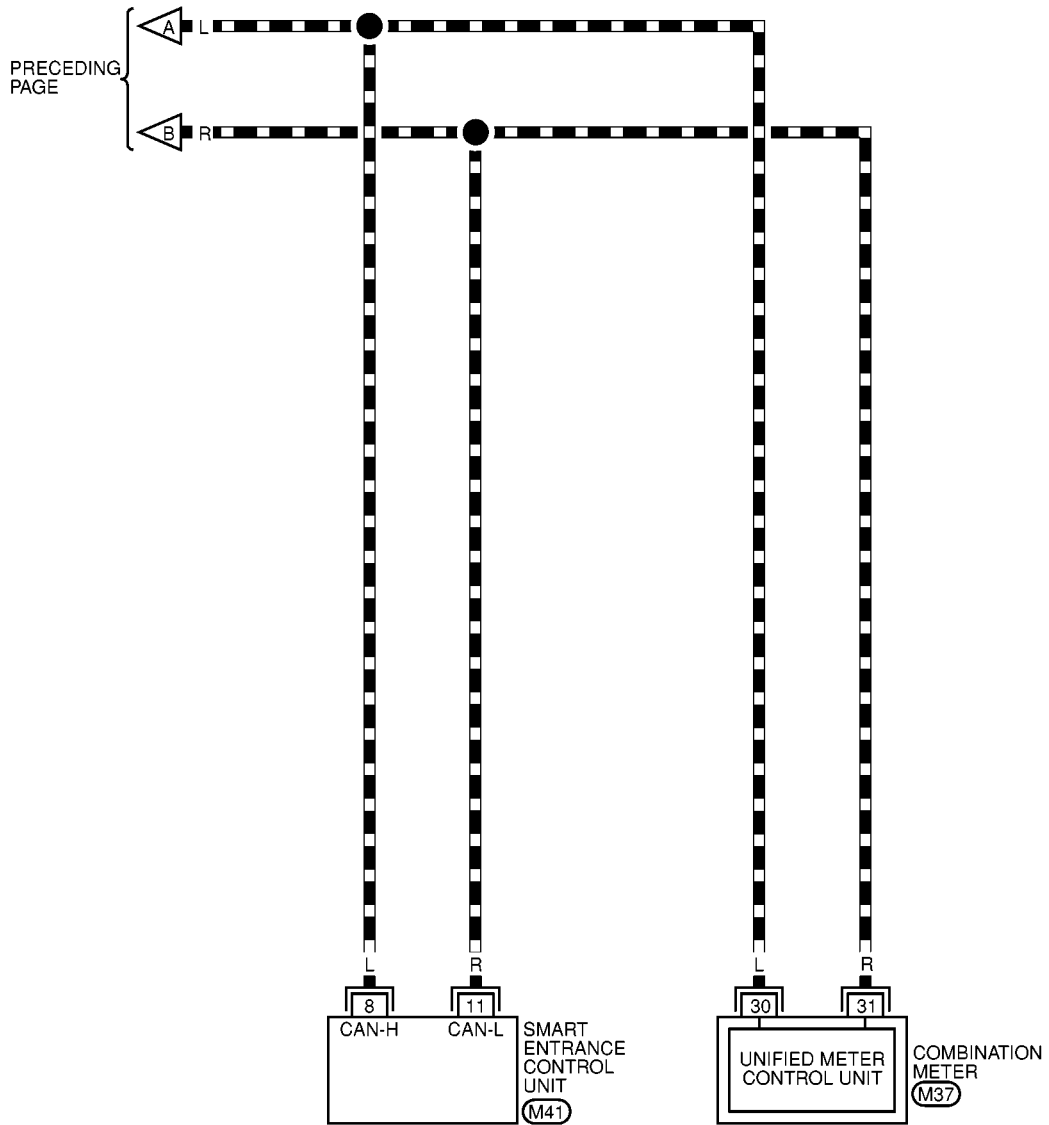 A L
PRECEDING
PAGE
B R
L R L R
8 11 30 31
CAN-H CAN-L
SMART
ENTRANCE
CONTROL
UNIT
M41
UNIFIED METER
CONTROL UNIT
COMBINATION
METER
M37